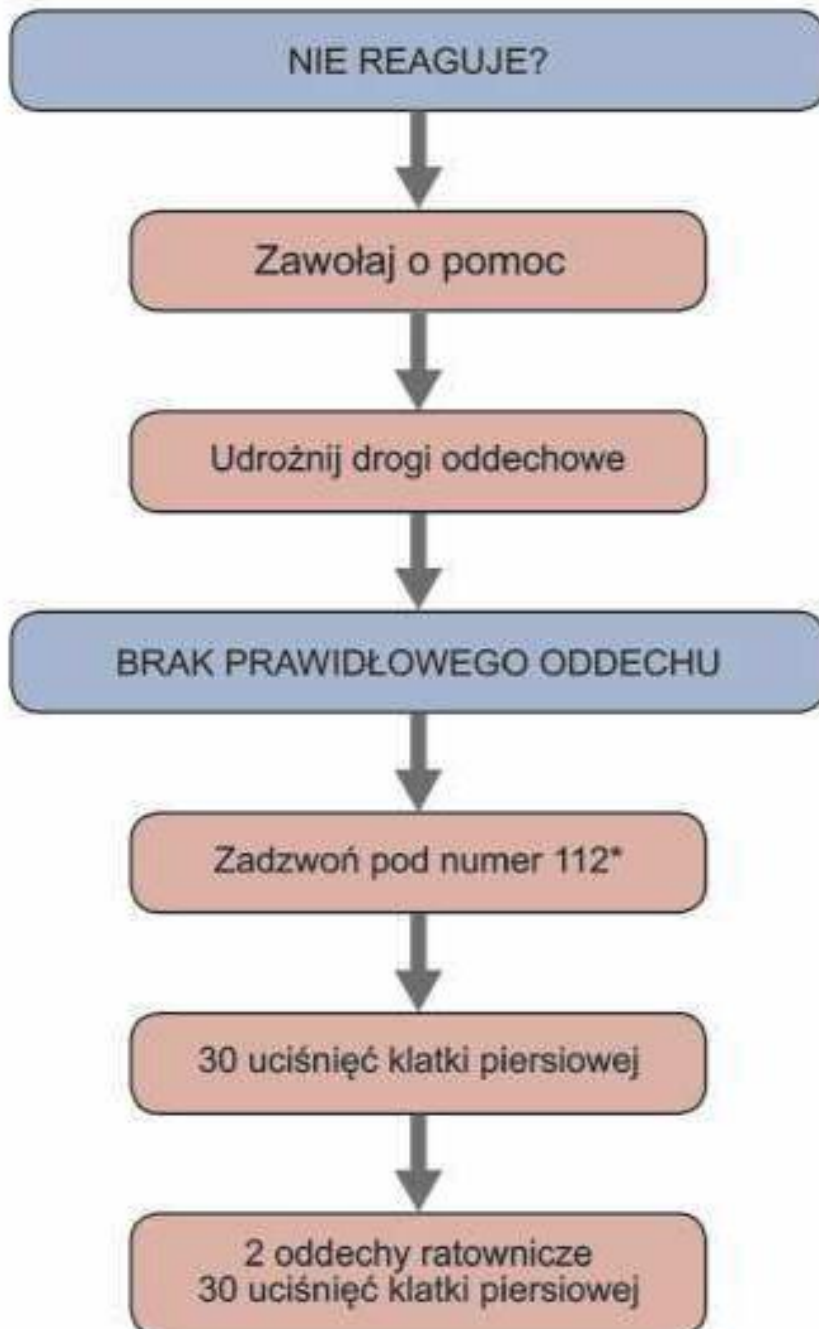 NIE REAGUJE?
Zawołaj o pomoc
Udrożnij drogi oddechowe
BRAK PRAWIDŁOWEGO ODDECHU
Zadzwoń pod numer 112*
30 uciśnięć klatki piersiowej
2 oddechy ratownicze
30 uciśnięć klatki piersiowej